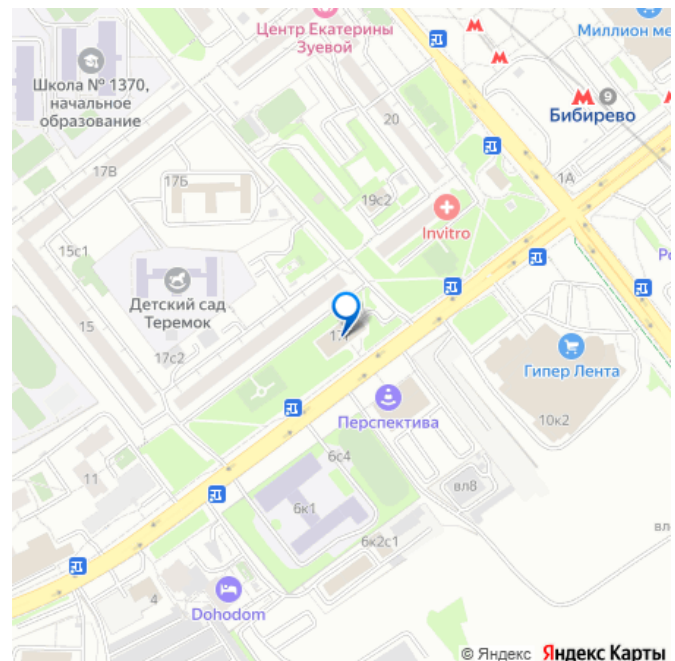 Центр Екатерины
Зуевой
Миллион ме
Школа № 1370,
начальное
образование
9
Бибирево
20
17В
17Б
1А
19с2
Invitro
15с1
Ро
Детский сад
Теремок
15
17с2
Гипер Лента
Перспектива
10к2
6с4
11
вл8
6к1
вл
6к2с1
4
Dohodom
© Яндекс Яндекс Карты